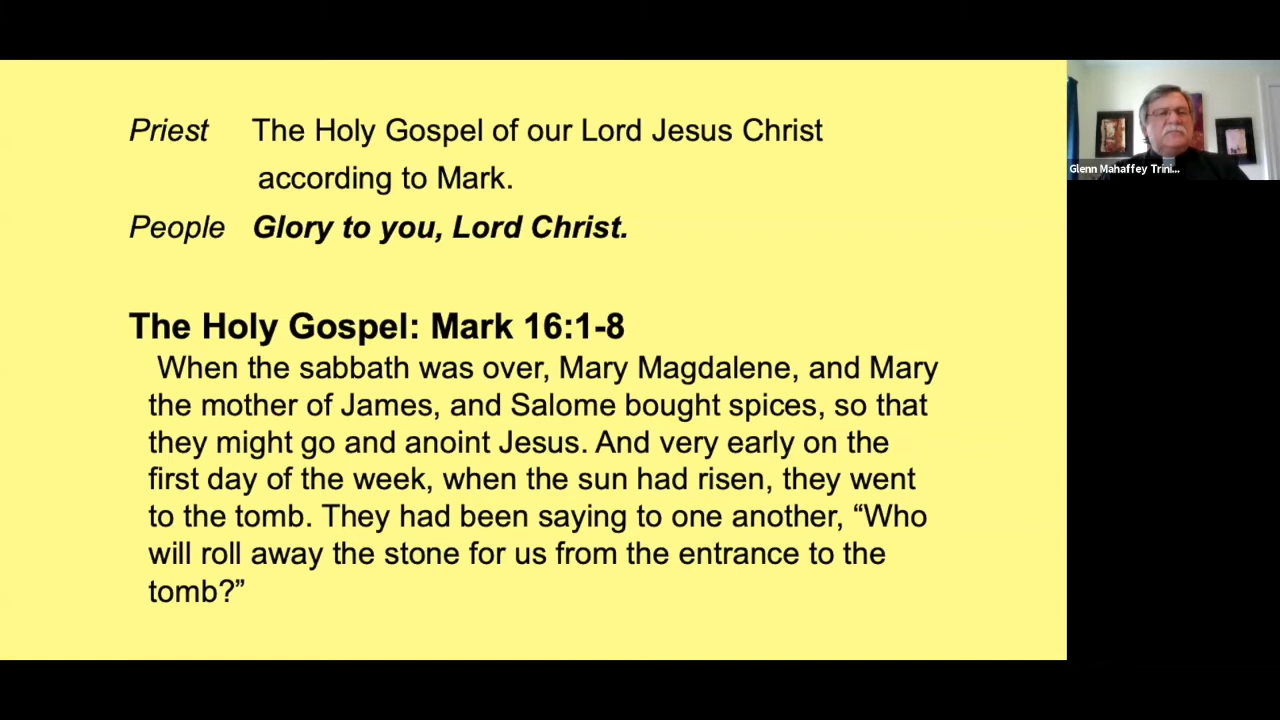 Priest The Holy Gospel of our Lord Jesus Christ
according to Mark.
People Glory to you, Lord Christ.
The Holy Gospel: Mark 16:1-8
When the sabbath was over, Mary Magdalene, and Mary
the mother of James, and Salome bought spices, so that
they might go and anoint Jesus. And very early on the
first day of the week, when the sun had risen, they went
to the tomb. They had been saying to one another, “Who
will roll away the stone for us from the entrance to the
tomb?”
Glenn Mahaffey Trini...